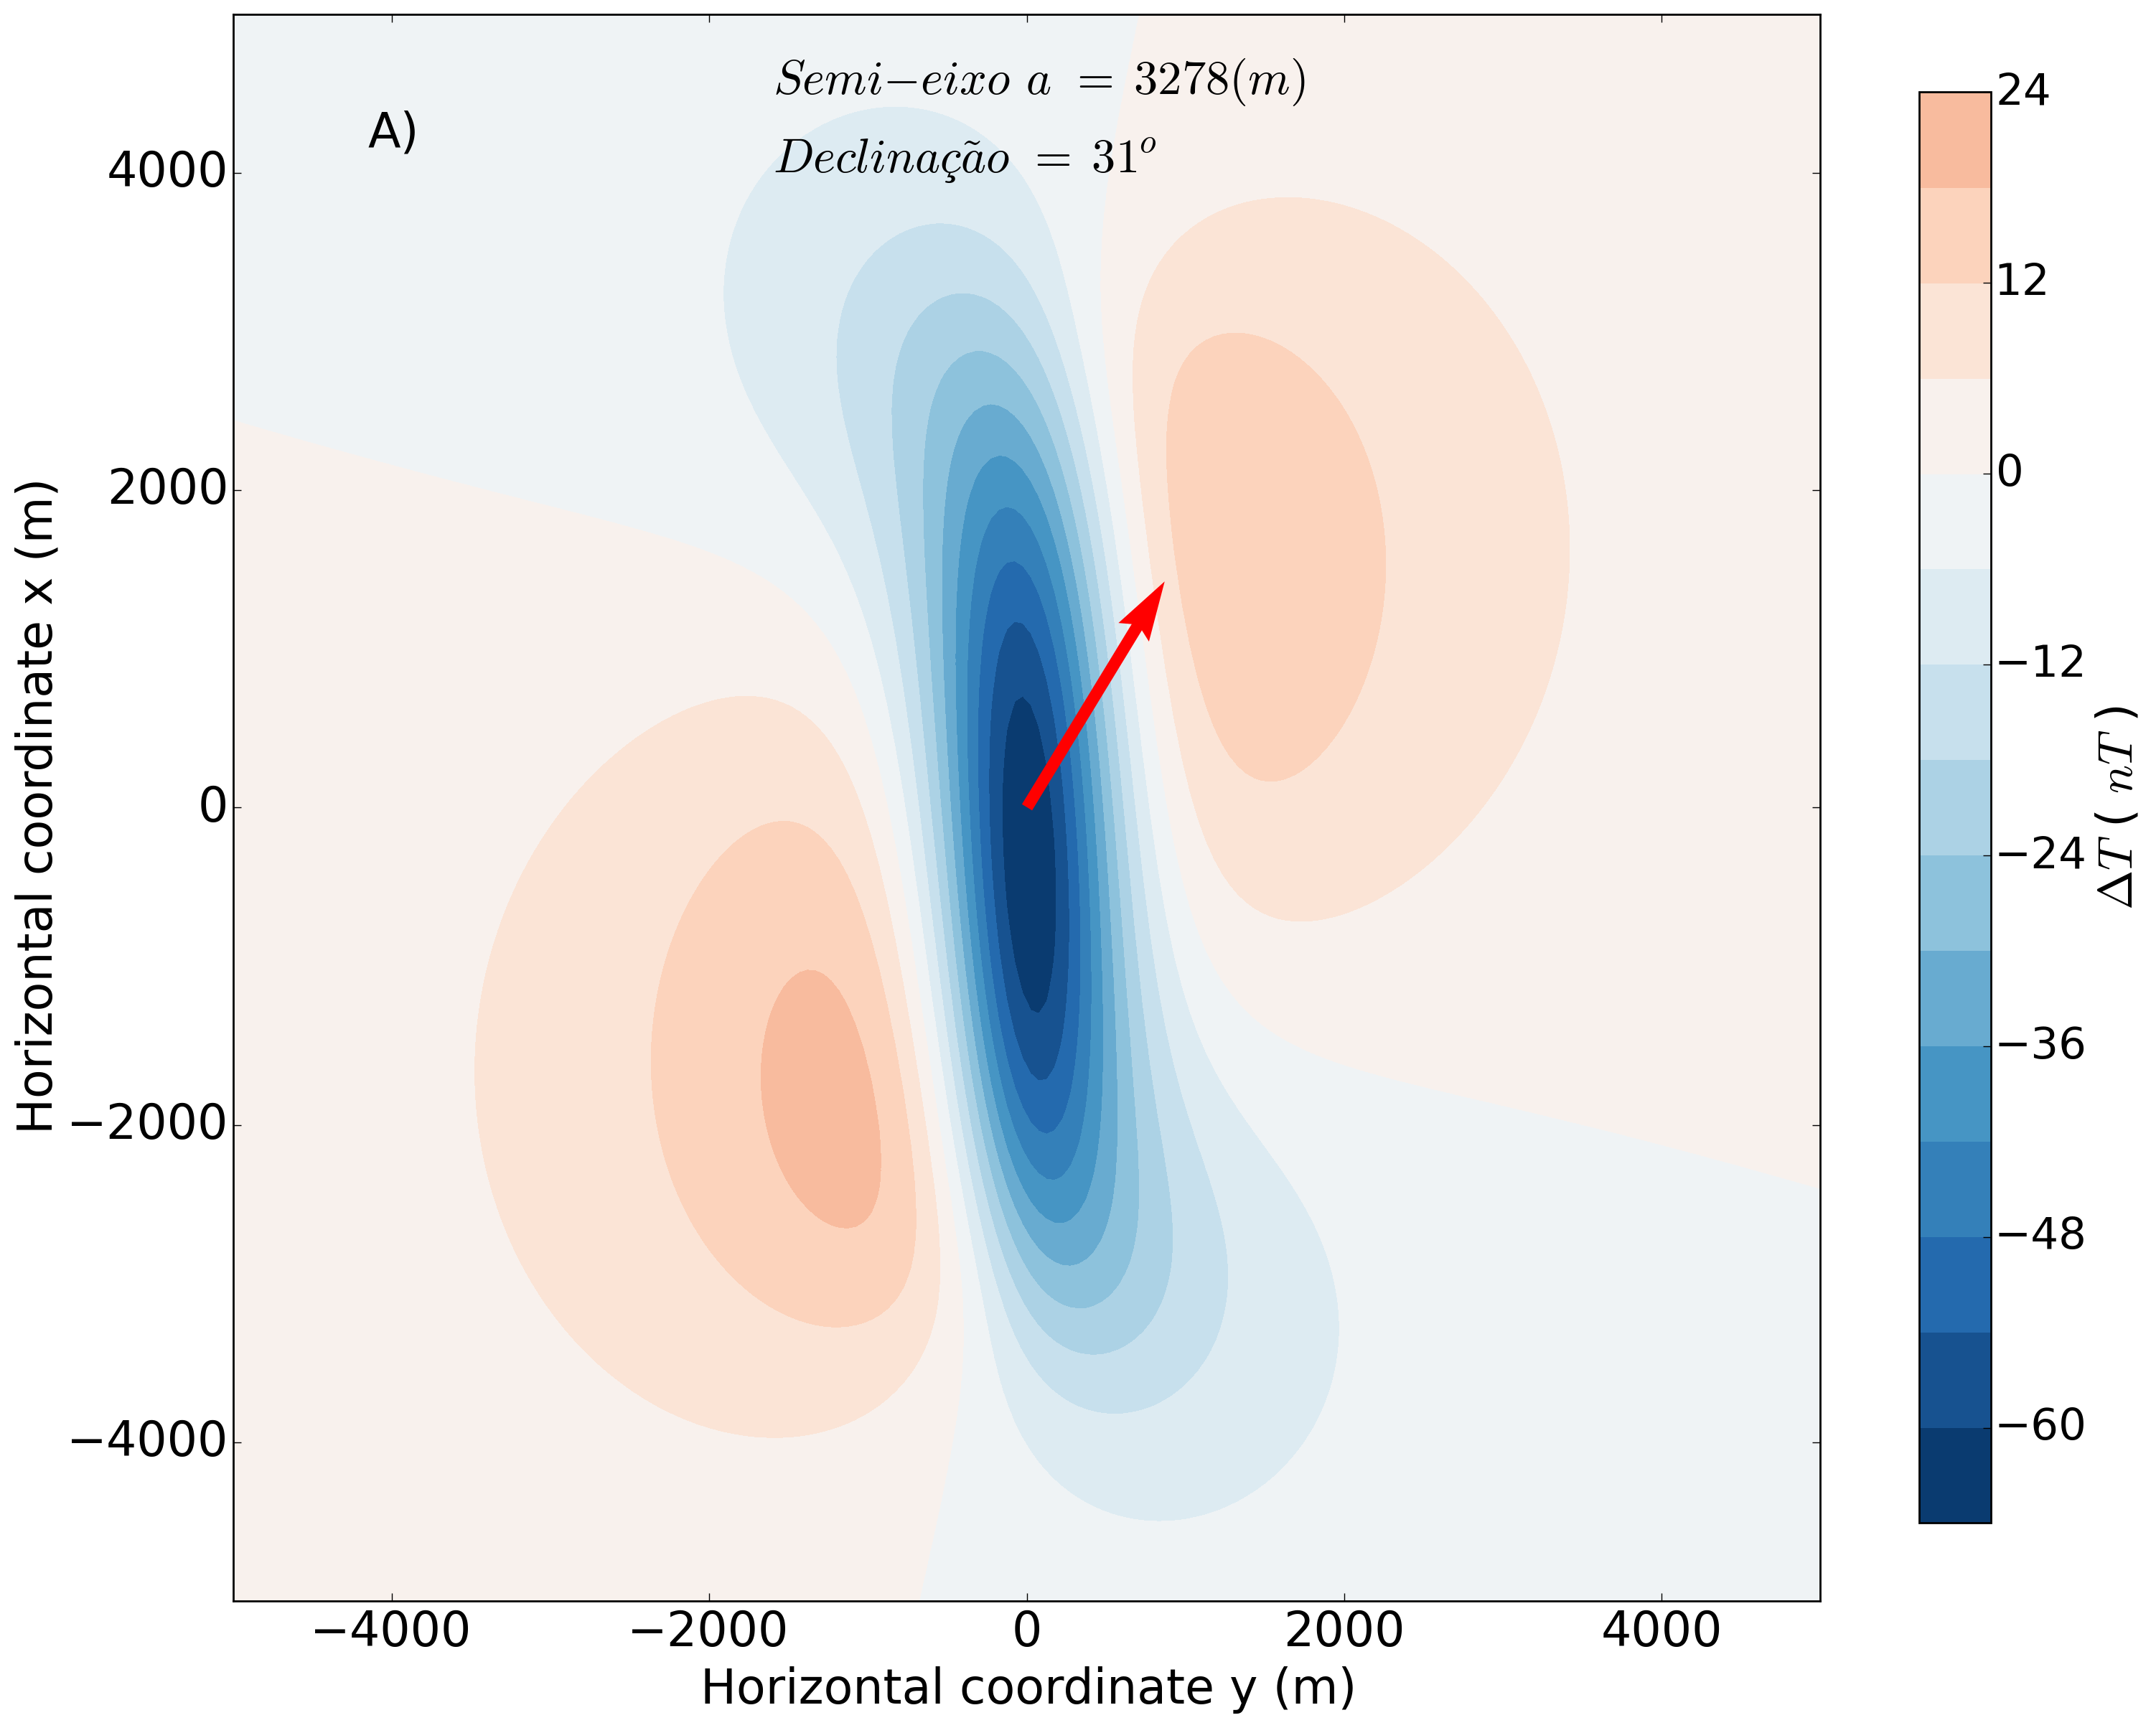 Semi−eixo a = 3278(m)
A)
Declinação = 31º
4000
2000
0
−2000
−4000
Horizontal coordinate x (m)
−4000 −2000 0 2000 4000
Horizontal coordinate y (m)
24
12
0
−12
−24
−36
−48
−60
ΔT ( nT )